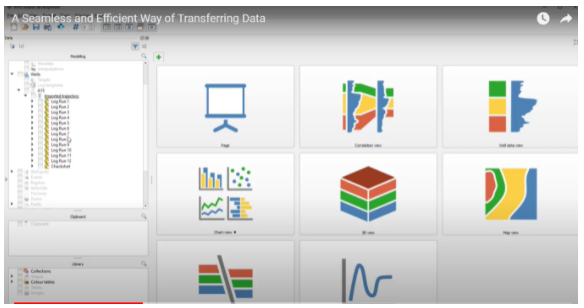 A Seamless and Efficient Way of Transferring Data
Data
Modeling
Wells
Imported trajectory
Log Run 1
Log Run 2
Log Run 3
Log Run 4
Log Run 5
Log Run 6
Log Run 7
Log Run 8
Log Run 9
Log Run 10
Log Run 11
Log Run 12
Checkshot
Clipboard
Clipboard
Library
Collections
Colour tables
Page
Correlation view
Well data view
Chart view
3D view
Map view